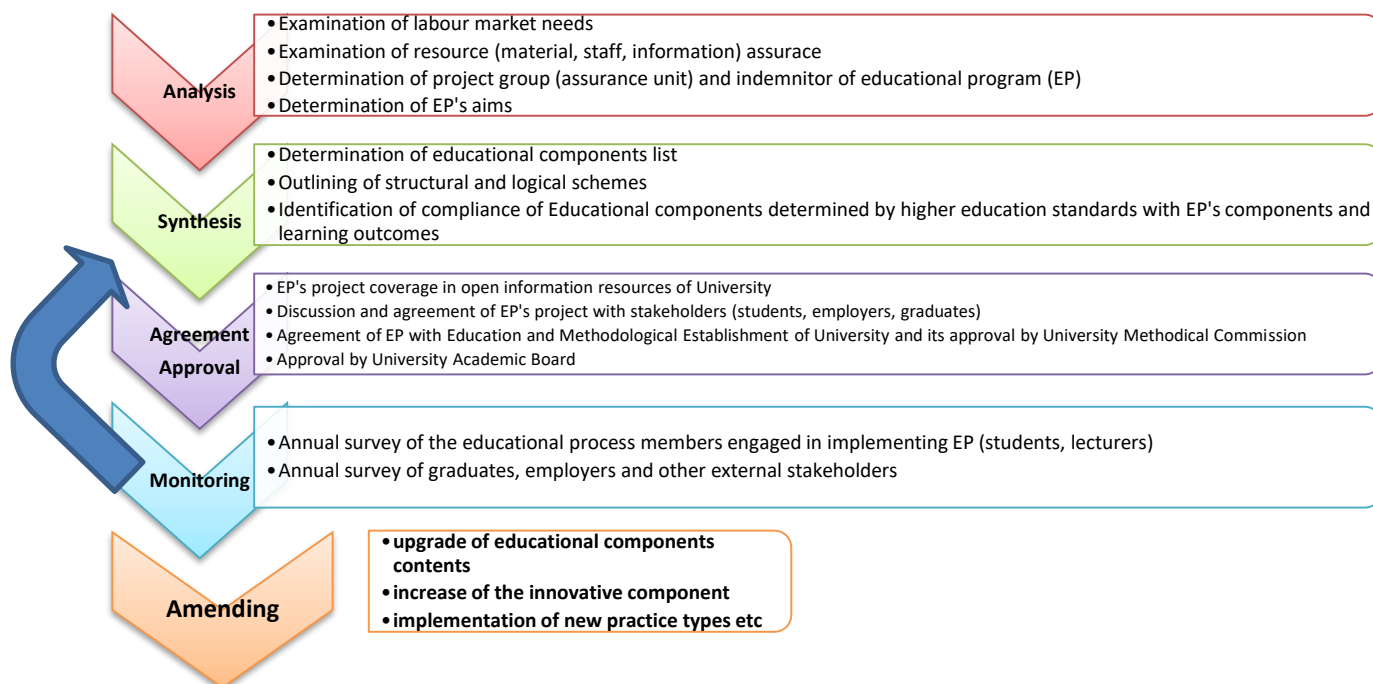 Analysis
•Examination of labour market needs
•Examination of resource (material, staff, information) assurace
•Determination of project group (assurance unit) and indemnitor of educational program (EP)
•Determination of EP's aims
Synthesis
•Determination of educational components list
•Outlining of structural and logical schemes
•Identification of compliance of Educational components determined by higher education standards with EP's components and
learning outcomes
Agreement
Approval
•EP's project coverage in open information resources of University
•Discussion and agreement of EP's project with stakeholders (students, employers, graduates)
•Agreement of EP with Education and Methodological Establishment of University and its approval by University Methodical Commission
•Approval by University Academic Board
Monitoring
•Annual survey of the educational process members engaged in implementing EP (students, lecturers)
•Annual survey of graduates, employers and other external stakeholders
Amending
•upgrade of educational components
contents
•increase of the innovative component
•implementation of new practice types etc